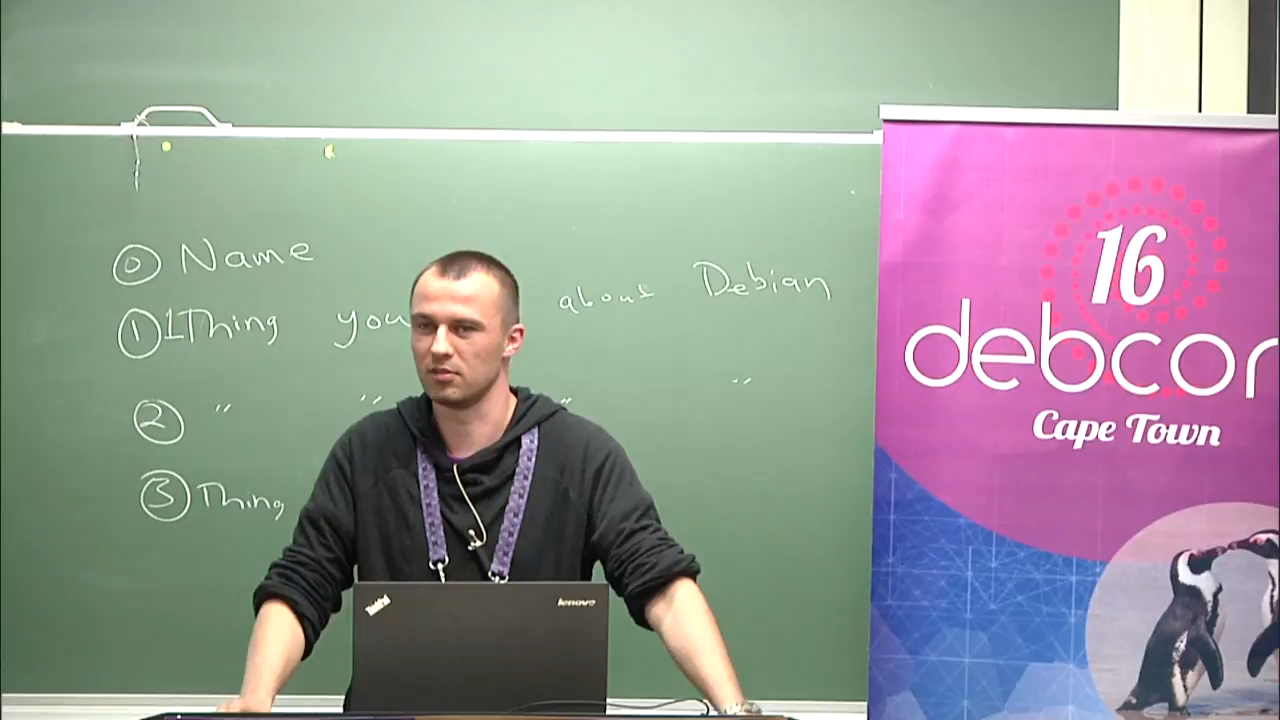 0 Name
1 1 Thing you about Debian
2 " " " "
3 Thing
16
debcon
Cape Town
ThinkPad
lenovo